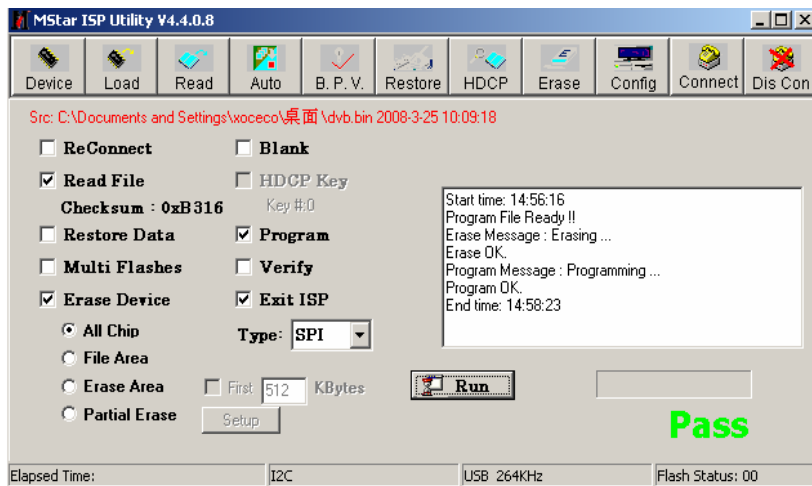 MStar ISP Utility V4.4.0.8
Device Load Read Auto B. P. V. Restore HDCP Erase Config Connect Dis Con
Src: C:\Documents and Settings\xoceco\桌面\dvb.bin 2008-3-25 10:09:18
ReConnect
Blank
Read File
HDCP Key
Checksum : 0xB316
Key #:0
Restore Data
Program
Multi Flashes
Verify
Erase Device
Exit ISP
All Chip
Type: SPI
File Area
Erase Area
First 512 KBytes
Partial Erase
Setup
Start time: 14:56:16
Program File Ready !!
Erase Message : Erasing ...
Erase OK.
Program Message : Programming ...
Program OK.
End time: 14:58:23
Run
Pass
Elapsed Time: I2C USB 264KHz Flash Status: 00